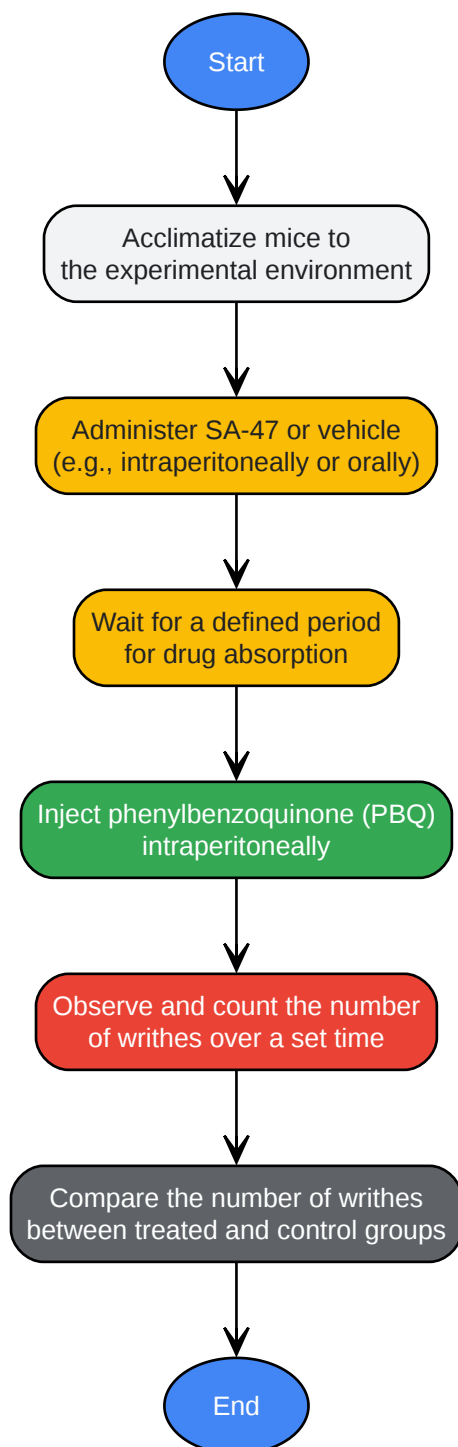 Start
Acclimatize mice to
the experimental environment
Administer SA-47 or vehicle
(e.g., intraperitoneally or orally)
Wait for a defined period
for drug absorption
Inject phenylbenzoquinone (PBQ)
intraperitoneally
Observe and count the number
of writhes over a set time
Compare the number of writhes
between treated and control groups
End